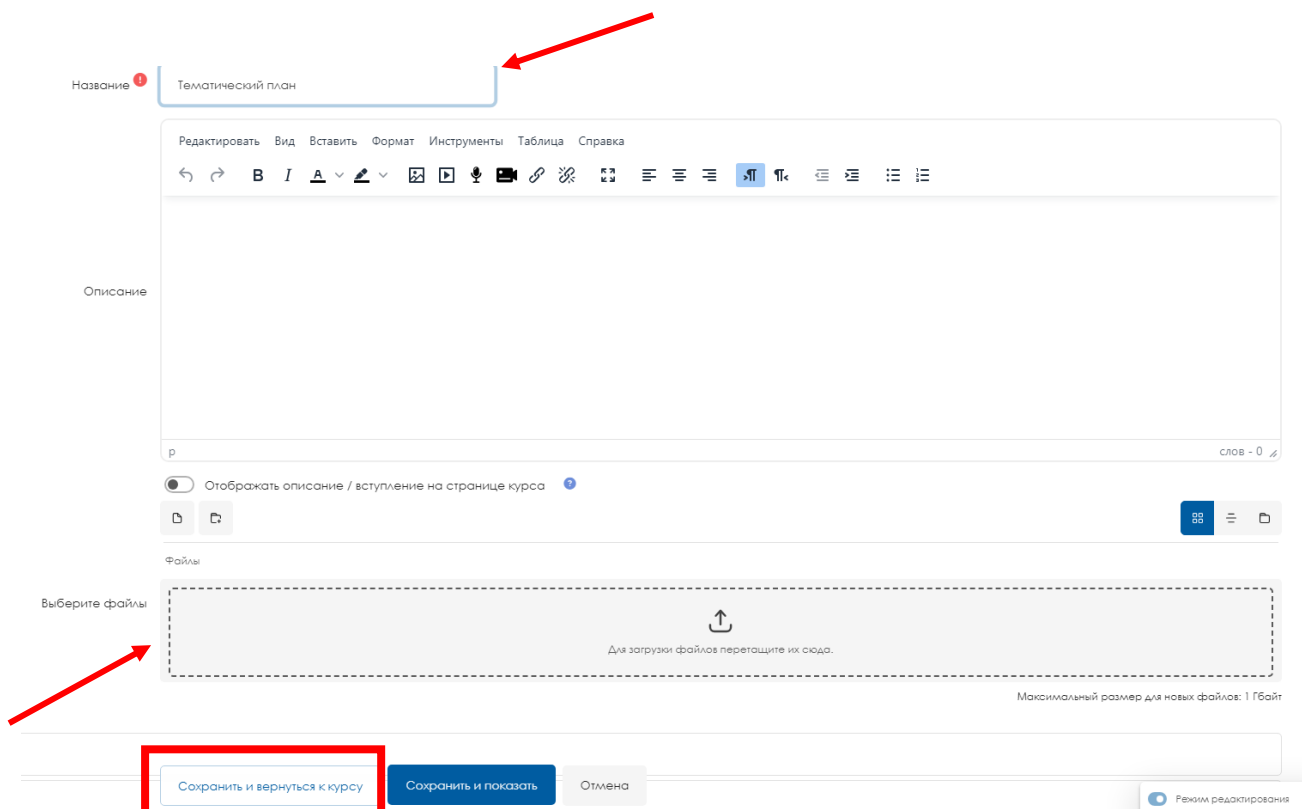 Название
Тематический план
Редактировать Вид Вставить Формат Инструменты Таблица Справка
Описание
p
слов - 0
Отображать описание / вступление на странице курса
Файлы
Выберите файлы
Для загрузки файлов перетащите их сюда.
Максимальный размер для новых файлов: 1 Гбайт
Сохранить и вернуться к курсу Сохранить и показать Отмена
Режим редактирования